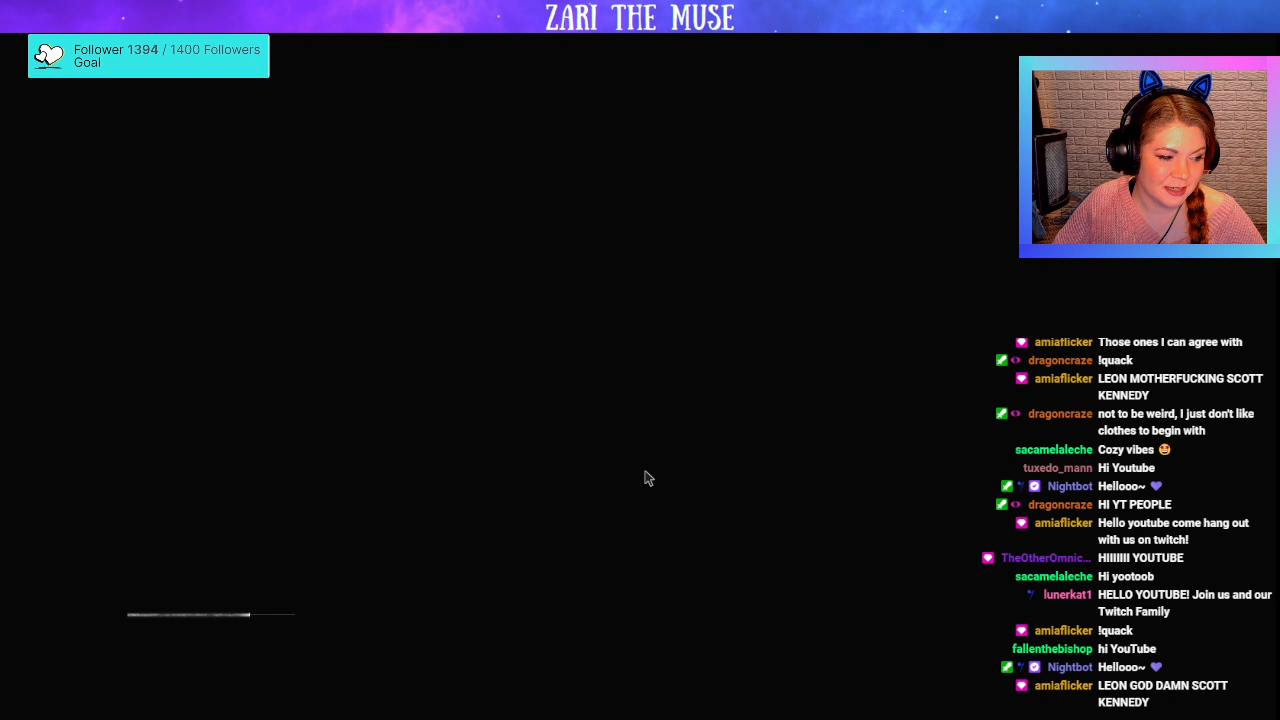 ZARI THE MUSE
Follower 1394 / 1400 Followers
Goal
amiaflicker Those ones I can agree with
dragoncraze !quack
amiaflicker LEON MOTHERFUCKING SCOTT
KENNEDY
dragoncraze not to be weird, I just don't like
clothes to begin with
sacamelaleche Cozy vibes
tuxedo_mann Hi Youtube
Nightbot Hellooo~
dragoncraze HI YT PEOPLE
amiaflicker Hello youtube come hang out
with us on twitch!
TheOtherOmnic... HIIIIIII YOUTUBE
sacamelaleche Hi yootoob
lunerkat1 HELLO YOUTUBE! Join us and our
Twitch Family
amiaflicker !quack
fallenthebishop hi YouTube
Nightbot Hellooo~
amiaflicker LEON GOD DAMN SCOTT
KENNEDY